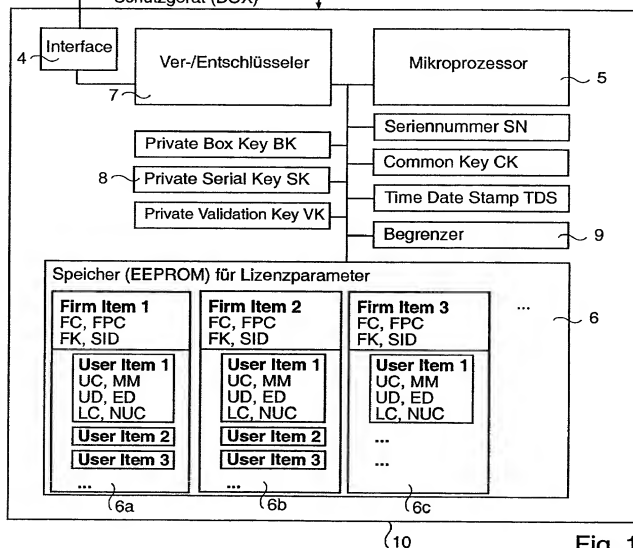 Schutzgerät (BOX)
Interface
4
Ver-/Entschlüsseler
7
Mikroprozessor
5
Seriennummer SN
Private Box Key BK
Common Key CK
8
Private Serial Key SK
Time Date Stamp TDS
Private Validation Key VK
Begrenzer
9
Speicher (EEPROM) für Lizenzparameter
Firm Item 1
FC, FPC
FK, SID
User Item 1
UC, MM
UD, ED
LC, NUC
User Item 2
User Item 3
...
6a
Firm Item 2
FC, FPC
FK, SID
User Item 1
UC, MM
UD, ED
LC, NUC
User Item 2
User Item 3
...
6b
Firm Item 3
FC, FPC
FK, SID
User Item 1
UC, MM
UD, ED
LC, NUC
...
...
6c
...
6
10
Fig. 1